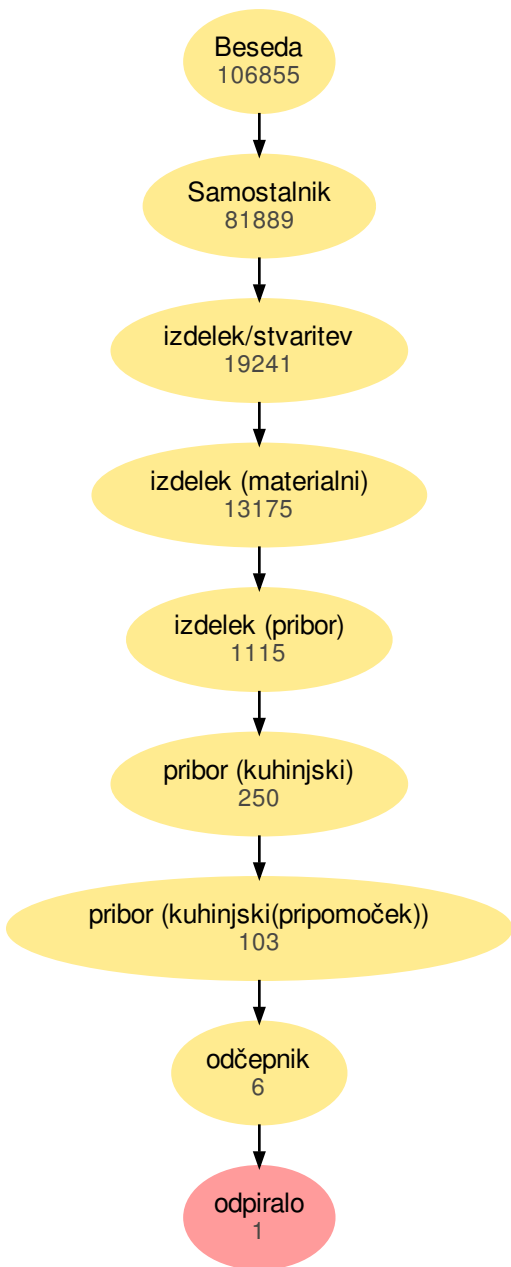 Beseda
106855
Samostalnik
81889
izdelek/stvaritev
19241
izdelek (materialni)
13175
izdelek (pribor)
1115
pribor (kuhinjski)
250
pribor (kuhinjski(pripomoček))
103
odčepnik
6
odpiralo
1